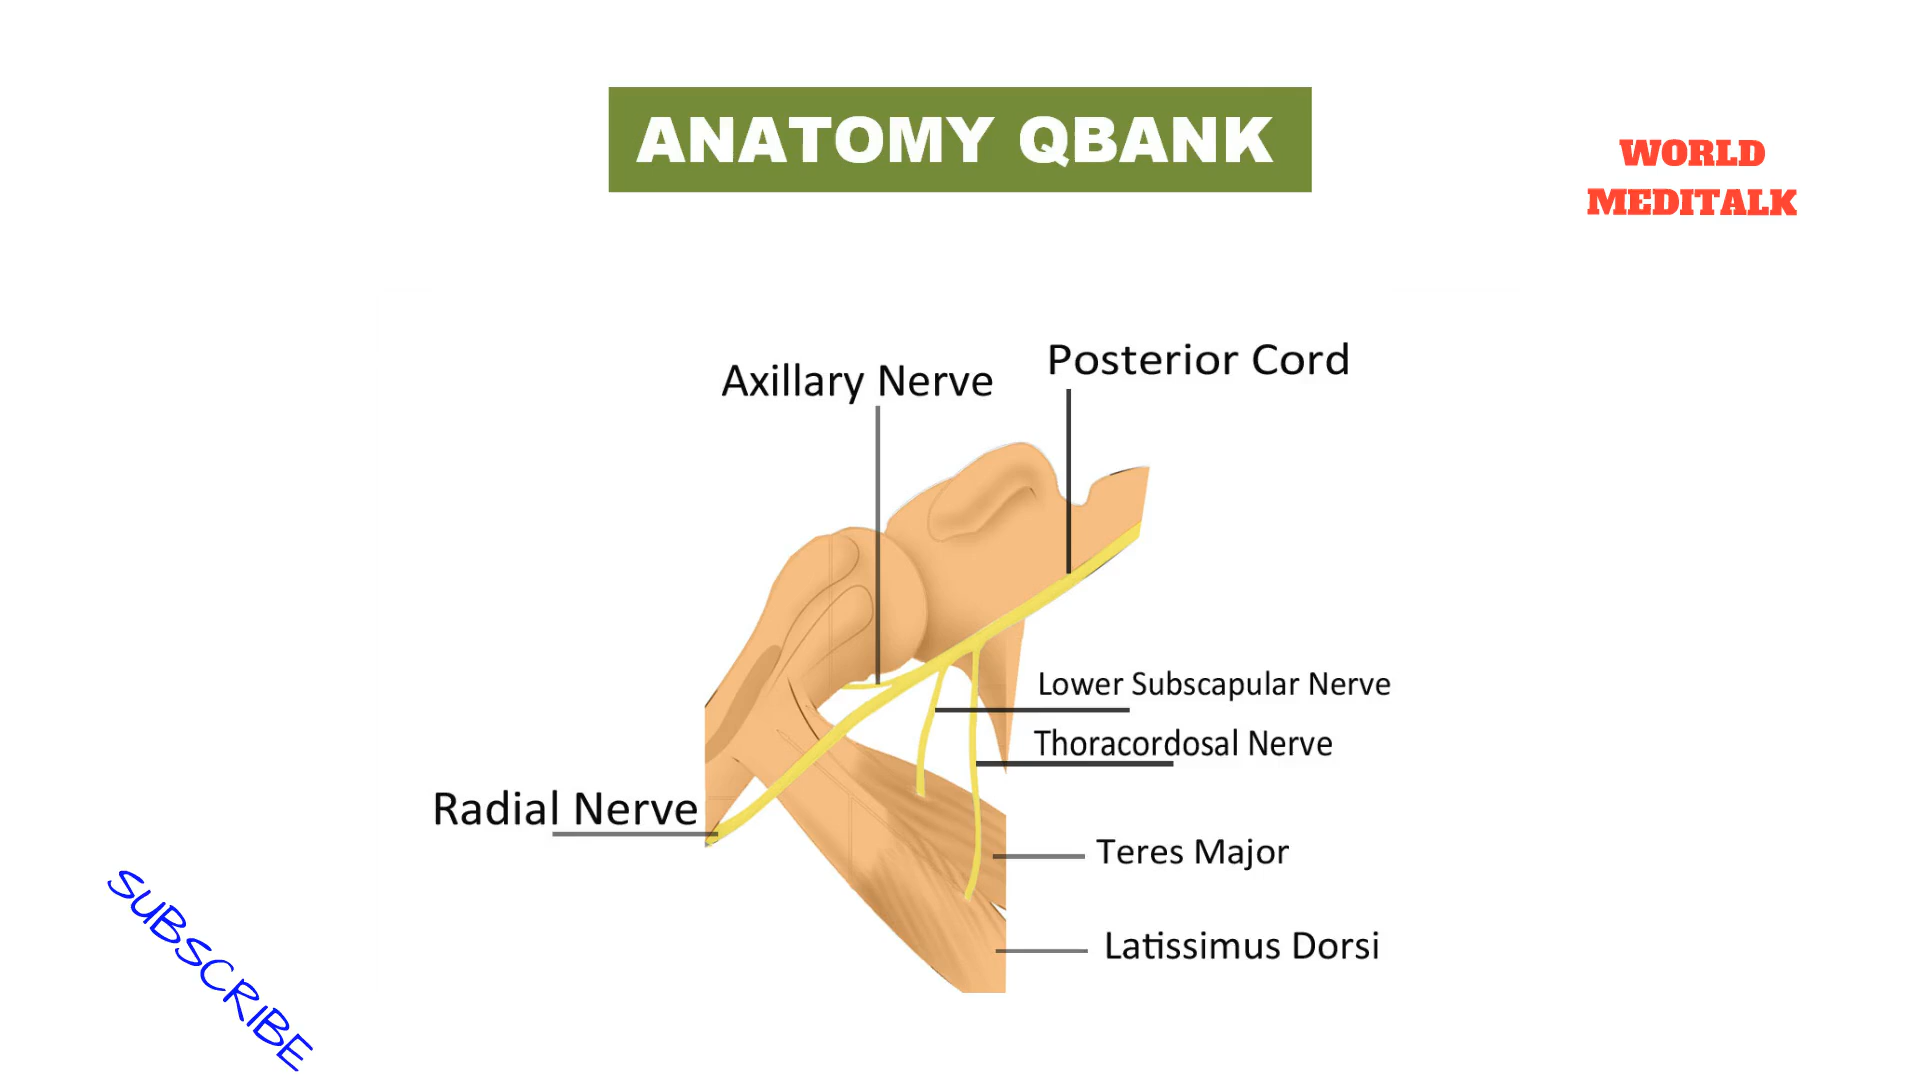 ANATOMY QBANK
WORLD
MEDITALK
Axillary Nerve
Posterior Cord
Lower Subscapular Nerve
Thoracordosal Nerve
Radial Nerve
Teres Major
Latissimus Dorsi
SUBSCRIBE